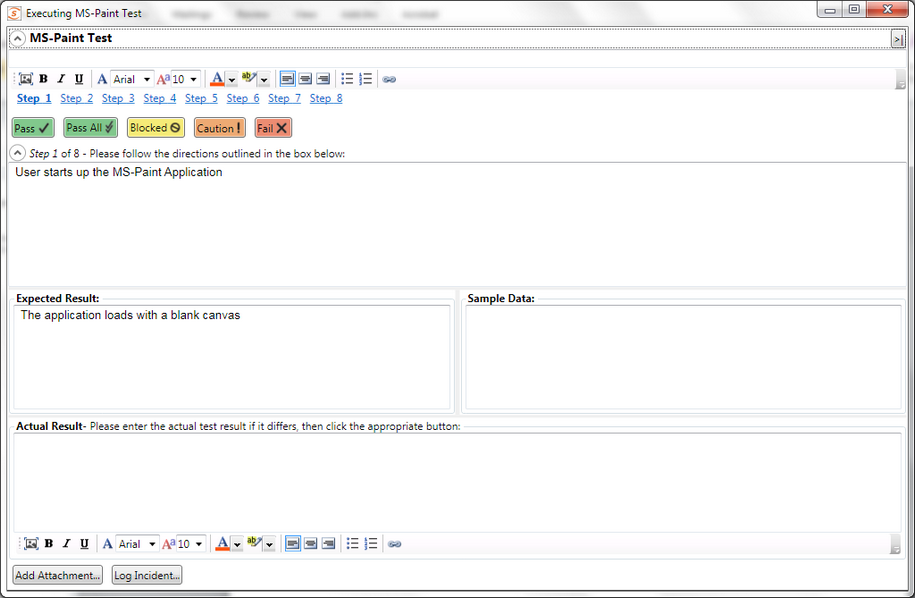 Executing MS-Paint Test
MS-Paint Test
B I U A Arial Aa 10 A ab
Step 1 Step 2 Step 3 Step 4 Step 5 Step 6 Step 7 Step 8
Pass Pass All Blocked Caution ! Fail
Step 1 of 8 - Please follow the directions outlined in the box below:
User starts up the MS-Paint Application
Expected Result: Sample Data:
The application loads with a blank canvas
Actual Result- Please enter the actual test result if it differs, then click the appropriate button:
B I U A Arial Aa 10 A ab
Add Attachment... Log Incident...